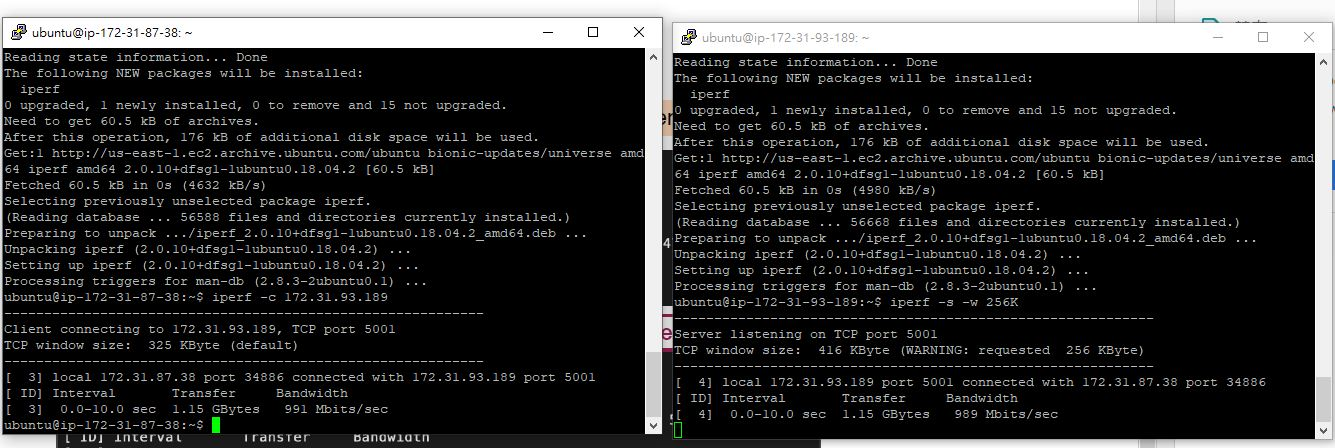 ubuntu@ip-172-31-87-38: ~
Reading state information... Done
The following NEW packages will be installed:
  iperf
0 upgraded, 1 newly installed, 0 to remove and 15 not upgraded.
Need to get 60.5 kB of archives.
After this operation, 176 kB of additional disk space will be used.
Get:1 http://us-east-1.ec2.archive.ubuntu.com/ubuntu bionic-updates/universe amd
64 iperf amd64 2.0.10+dfsg1-1ubuntu0.18.04.2 [60.5 kB]
Fetched 60.5 kB in 0s (4632 kB/s)
Selecting previously unselected package iperf.
(Reading database ... 56588 files and directories currently installed.)
Preparing to unpack .../iperf_2.0.10+dfsg1-1ubuntu0.18.04.2_amd64.deb ...
Unpacking iperf (2.0.10+dfsg1-1ubuntu0.18.04.2) ...
Setting up iperf (2.0.10+dfsg1-1ubuntu0.18.04.2) ...
Processing triggers for man-db (2.8.3-2ubuntu0.1) ...
ubuntu@ip-172-31-87-38:~$ iperf -c 172.31.93.189
------------------------------------------------------------
Client connecting to 172.31.93.189, TCP port 5001
TCP window size:  325 KByte (default)
------------------------------------------------------------
[  3] local 172.31.87.38 port 34886 connected with 172.31.93.189 port 5001
[ ID] Interval       Transfer     Bandwidth
[  3]  0.0-10.0 sec  1.15 GBytes   991 Mbits/sec
ubuntu@ip-172-31-87-38:~$
[ ID] Interval       Transfer     Bandwidth
ubuntu@ip-172-31-93-189: ~
Reading state information... Done
The following NEW packages will be installed:
  iperf
0 upgraded, 1 newly installed, 0 to remove and 15 not upgraded.
Need to get 60.5 kB of archives.
After this operation, 176 kB of additional disk space will be used.
Get:1 http://us-east-1.ec2.archive.ubuntu.com/ubuntu bionic-updates/universe amd
64 iperf amd64 2.0.10+dfsg1-1ubuntu0.18.04.2 [60.5 kB]
Fetched 60.5 kB in 0s (4980 kB/s)
Selecting previously unselected package iperf.
(Reading database ... 56668 files and directories currently installed.)
Preparing to unpack .../iperf_2.0.10+dfsg1-1ubuntu0.18.04.2_amd64.deb ...
Unpacking iperf (2.0.10+dfsg1-1ubuntu0.18.04.2) ...
Setting up iperf (2.0.10+dfsg1-1ubuntu0.18.04.2) ...
Processing triggers for man-db (2.8.3-2ubuntu0.1) ...
ubuntu@ip-172-31-93-189:~$ iperf -s -w 256K
------------------------------------------------------------
Server listening on TCP port 5001
TCP window size:  416 KByte (WARNING: requested  256 KByte)
------------------------------------------------------------
[  4] local 172.31.93.189 port 5001 connected with 172.31.87.38 port 34886
[ ID] Interval       Transfer     Bandwidth
[  4]  0.0-10.0 sec  1.15 GBytes   989 Mbits/sec